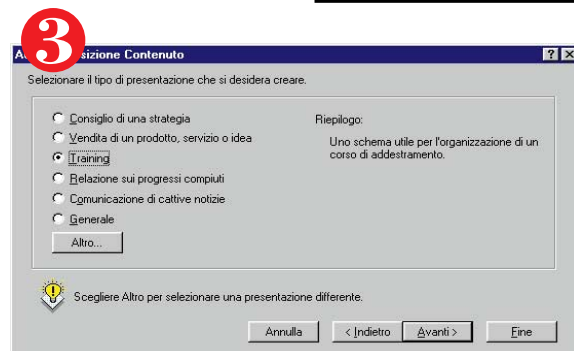 3
sizione Contenuto
Selezionare il tipo di presentazione che si desidera creare.
Consiglio di una strategia
Vendita di un prodotto, servizio o idea
Training
Relazione sui progressi compiuti
Comunicazione di cattive notizie
Generale
Altro...
Riepilogo:
Uno schema utile per l'organizzazione di un
corso di addestramento.
Scegliere Altro per selezionare una presentazione differente.
Annulla < Indietro Avanti > Fine